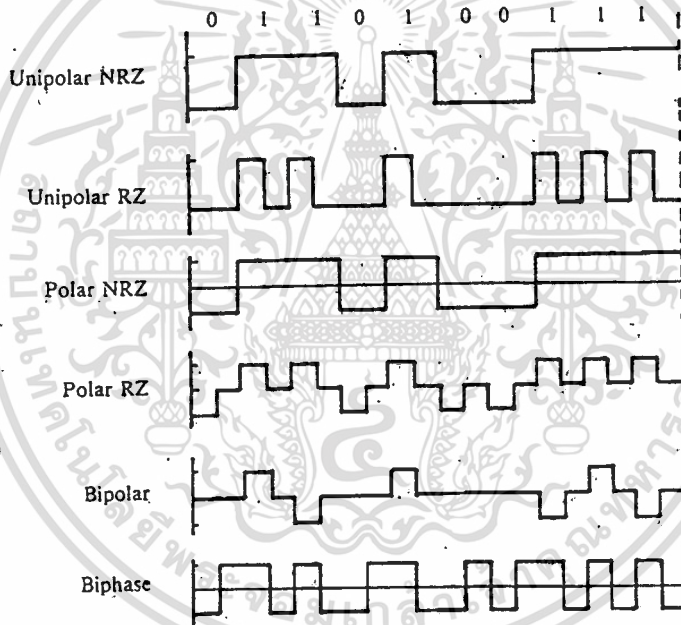 0 1 1 0 1 0 0 1 1 1
Unipolar NRZ
Unipolar RZ
Polar NRZ
Polar RZ
Bipolar
Biphase